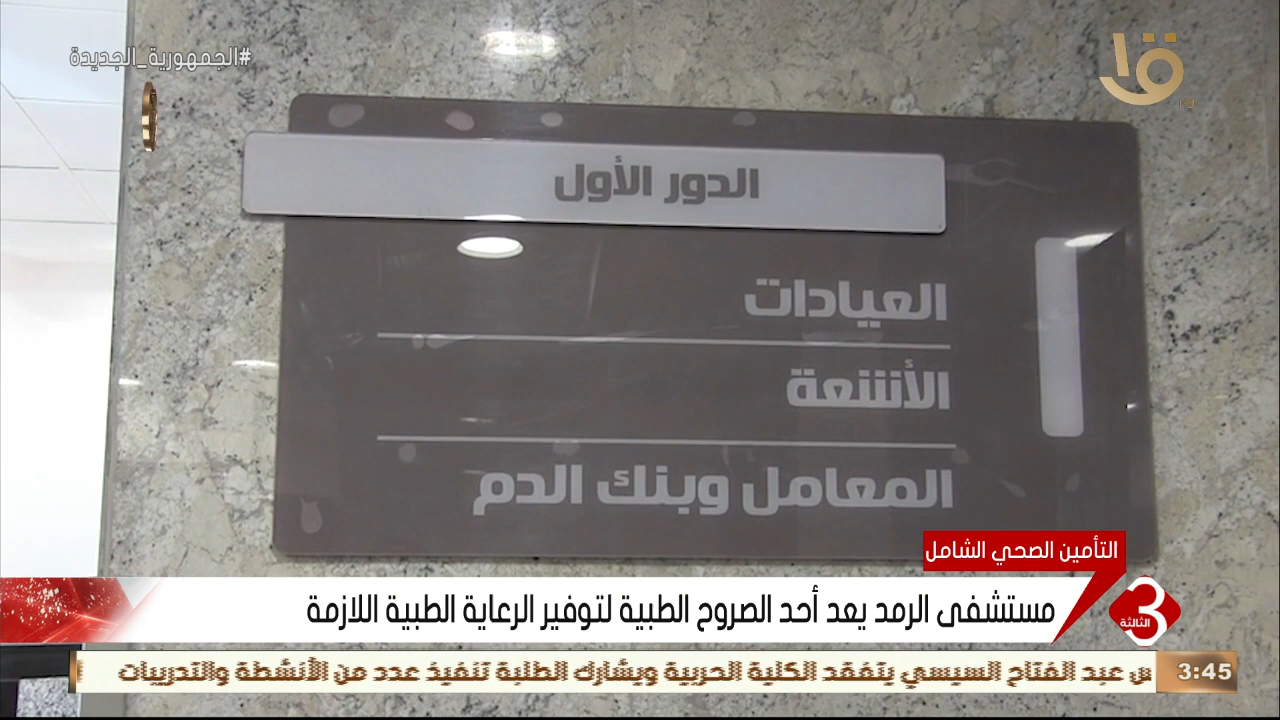 #الجمهورية_الجديدة
الدور الأول
العيادات
الأشعة
المعامل وبنك الدم
التأمين الصحي الشامل
مستشفى الرمد يعد أحد الصروح الطبية لتوفير الرعاية الطبية اللازمة
3 الثالثة
عبد الفتاح السيسي يتفقد الكلية الحربية ويشارك الطلبة تنفيذ عدد من الأنشطة والتدريبات
3:45